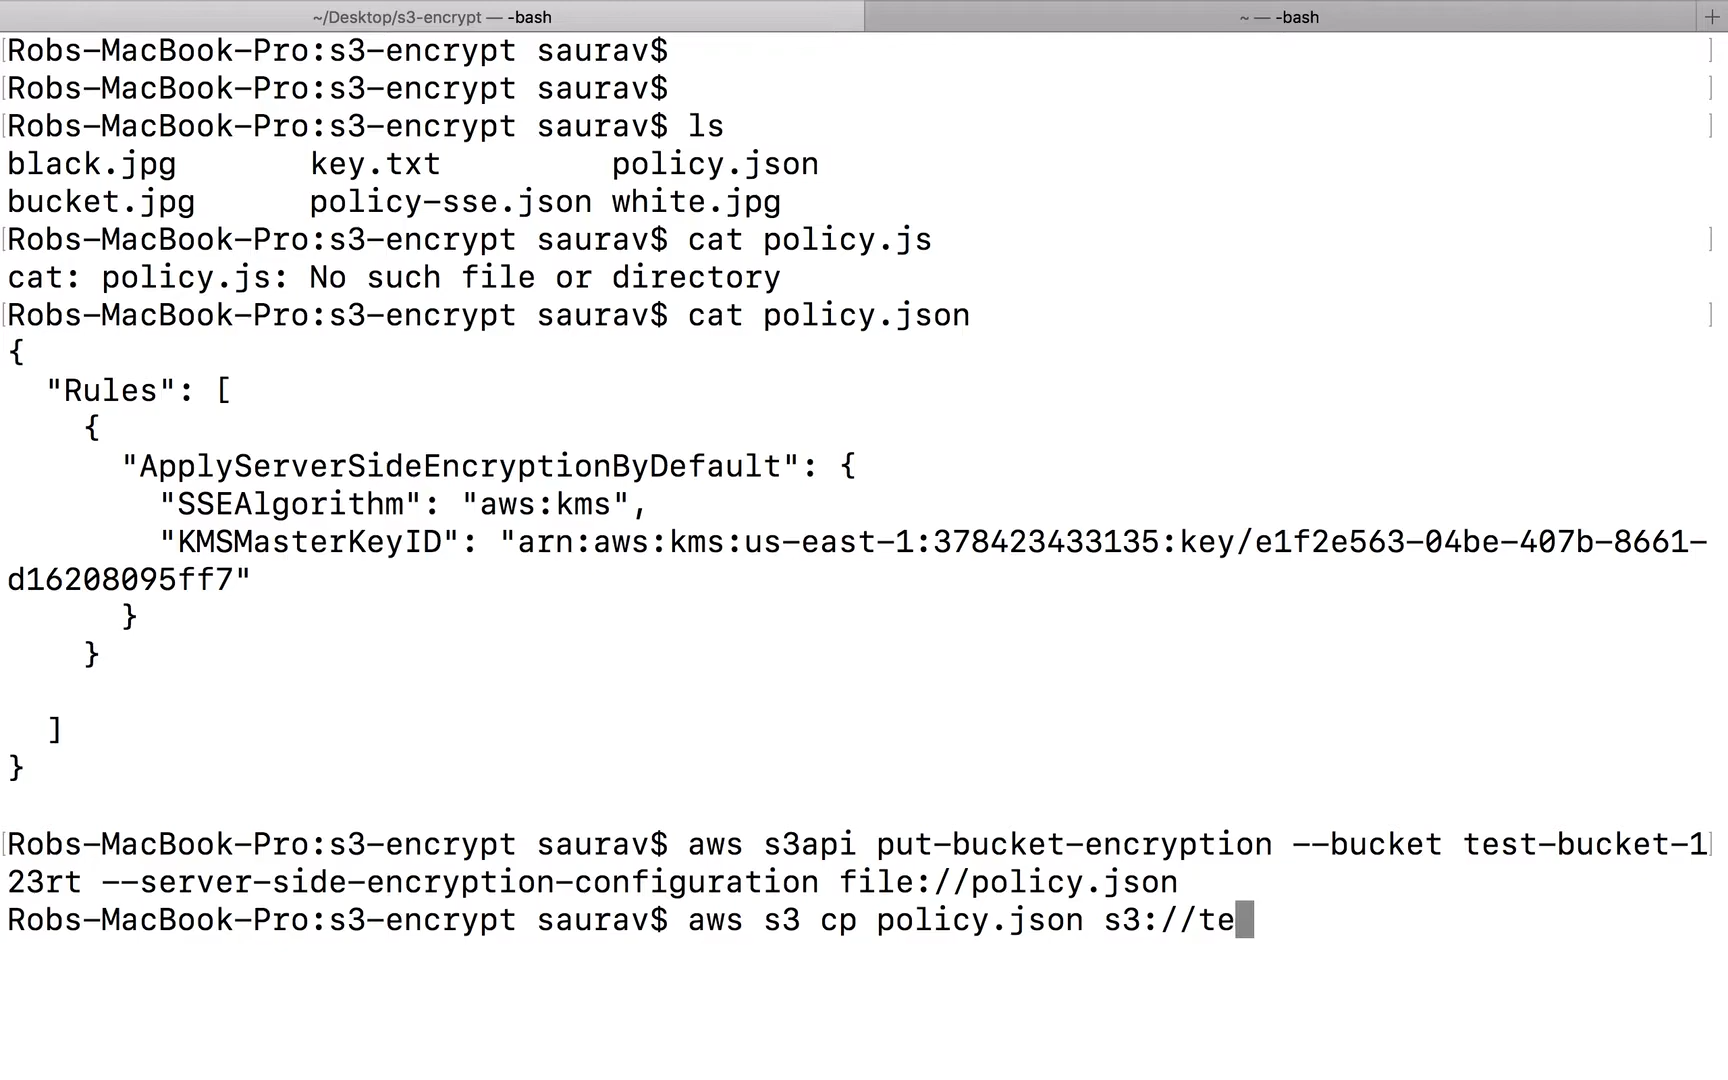 ~/Desktop/s3-encrypt — -bash
~ — -bash
+
Robs-MacBook-Pro:s3-encrypt saurav$
Robs-MacBook-Pro:s3-encrypt saurav$
Robs-MacBook-Pro:s3-encrypt saurav$ ls
black.jpg key.txt policy.json
bucket.jpg policy-sse.json white.jpg
Robs-MacBook-Pro:s3-encrypt saurav$ cat policy.js
cat: policy.js: No such file or directory
Robs-MacBook-Pro:s3-encrypt saurav$ cat policy.json
{
  "Rules": [
    {
      "ApplyServerSideEncryptionByDefault": {
        "SSEAlgorithm": "aws:kms",
        "KMSMasterKeyID": "arn:aws:kms:us-east-1:378423433135:key/e1f2e563-04be-407b-8661-
d16208095ff7"
      }
    }
  ]
}
Robs-MacBook-Pro:s3-encrypt saurav$ aws s3api put-bucket-encryption --bucket test-bucket-1
23rt --server-side-encryption-configuration file://policy.json
Robs-MacBook-Pro:s3-encrypt saurav$ aws s3 cp policy.json s3://te